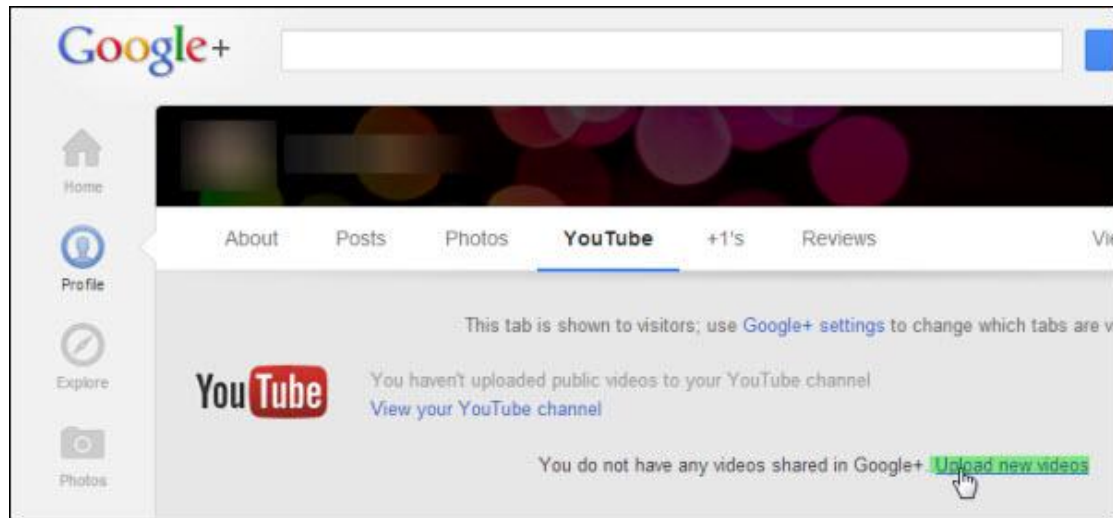 Google+
Home
About Posts Photos YouTube +1's Reviews
Profile
This tab is shown to visitors; use Google+ settings to change which tabs are
Explore
YouTube
You haven't uploaded public videos to your YouTube channel
View your YouTube channel
You do not have any videos shared in Google+. Upload new videos
Photos